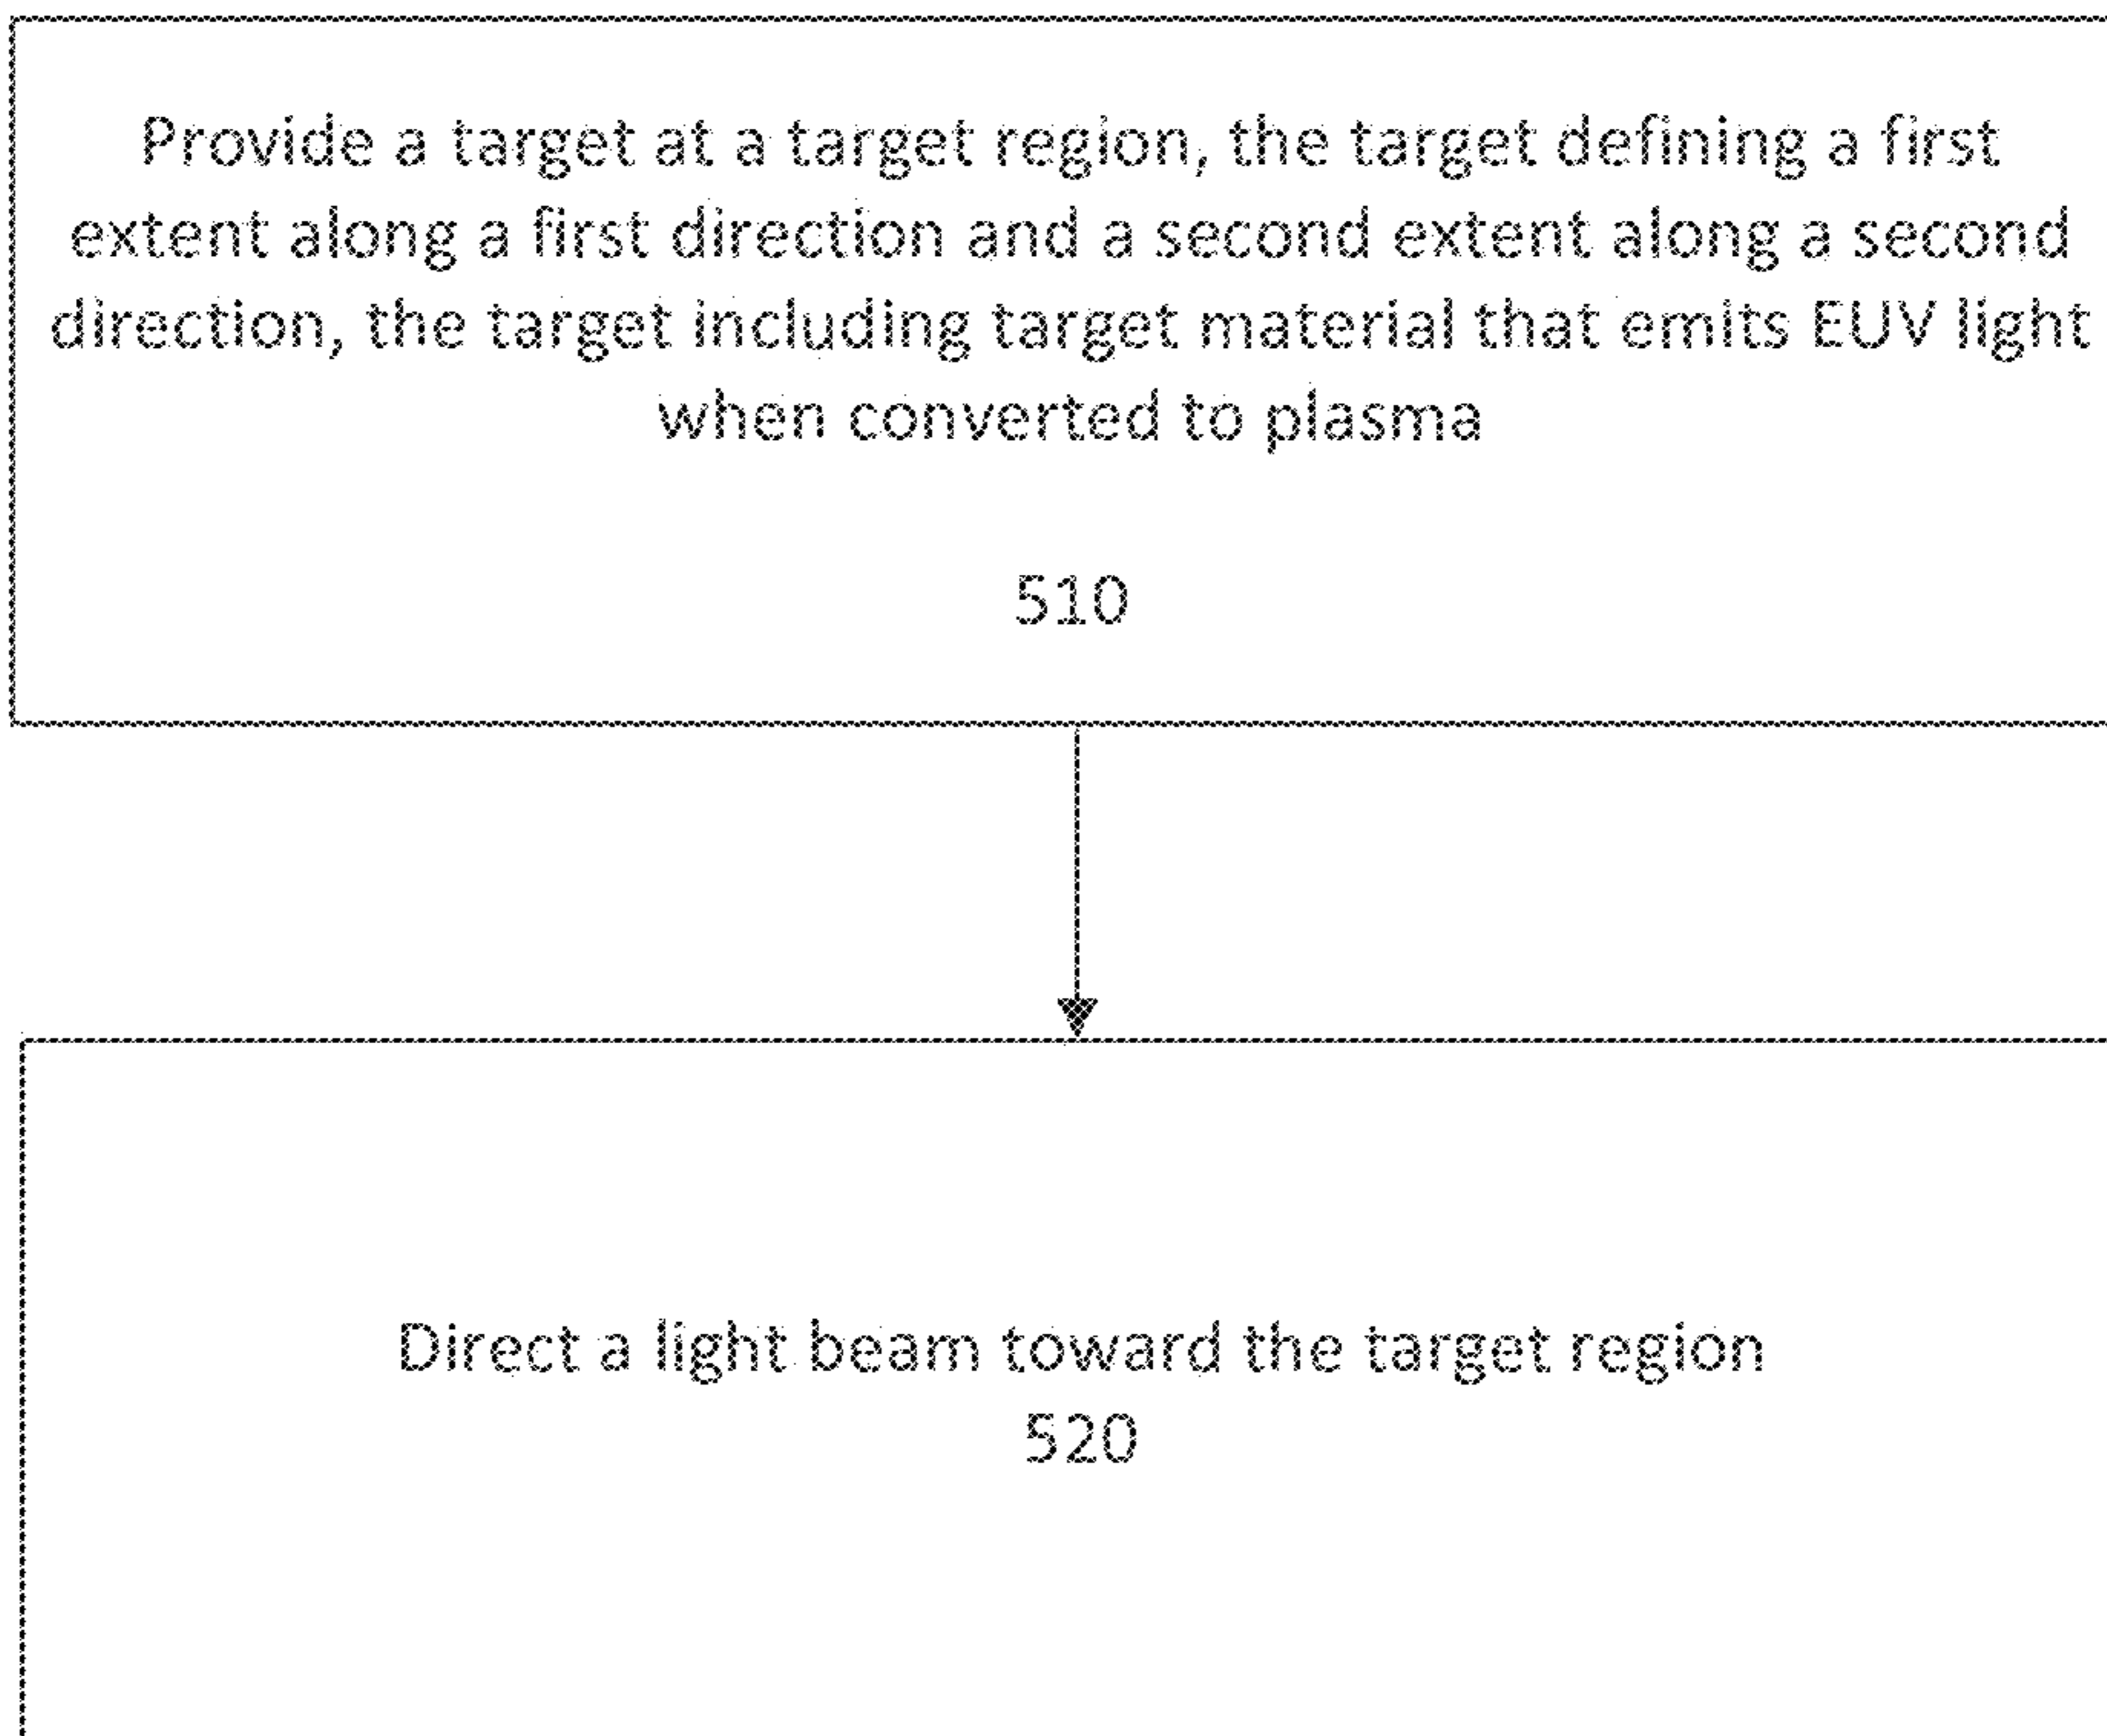 Provide a target at a target region, the target defining a first
extent along a first direction and a second extent along a second
direction, the target including target material that emits EUV light
when converted to plasma
510
Direct a light beam toward the target region
520